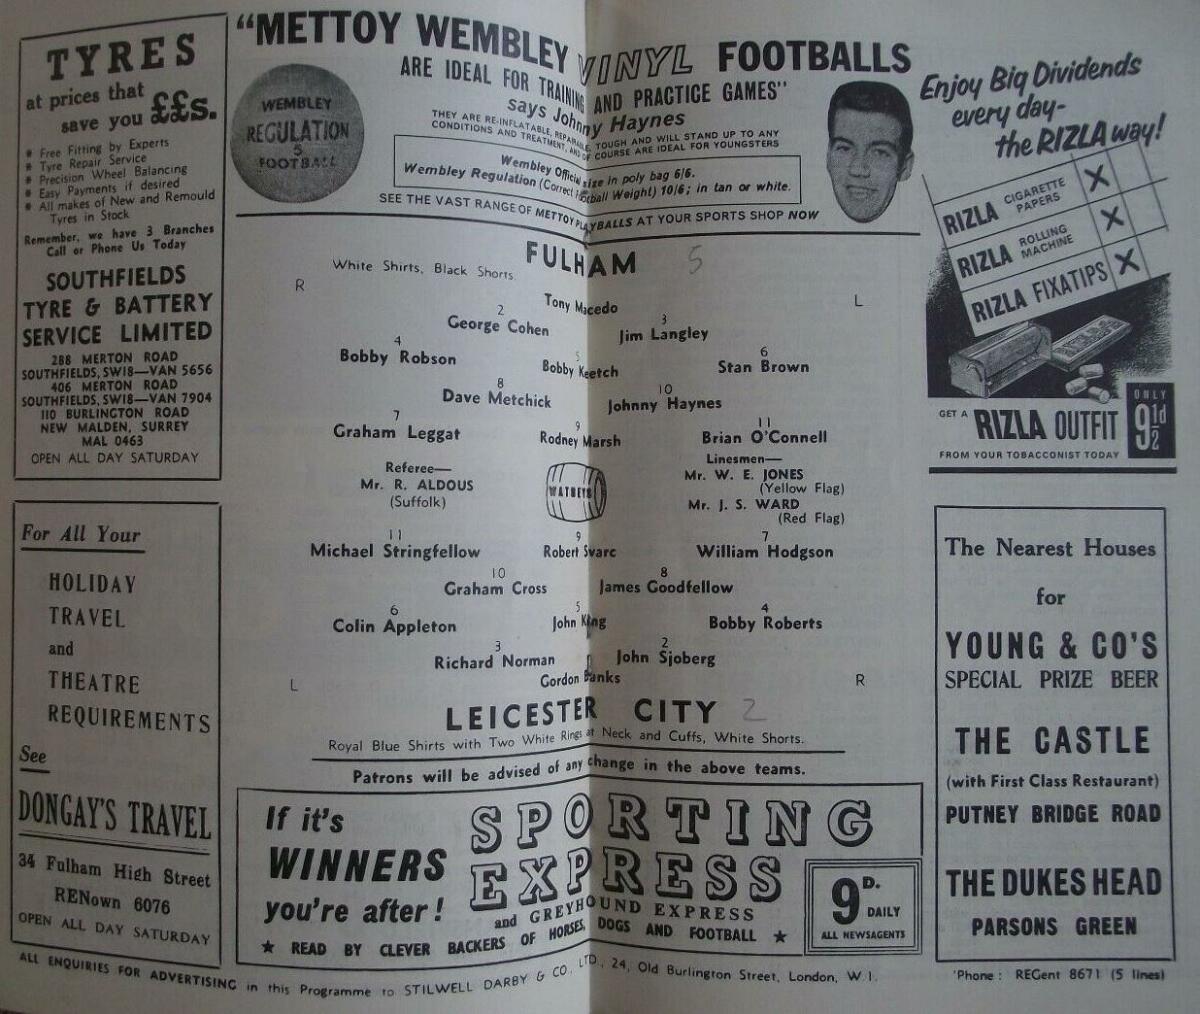 TYRES
at prices that
save you ££s.
* Free Fitting by Experts
* Tyre Repair Service
* Precision Wheel Balancing
* Easy Payments if desired
* All makes of New and Remould
Tyres in Stock
Remember, we have 3 Branches
Call or Phone Us Today
SOUTHFIELDS
TYRE & BATTERY
SERVICE LIMITED
288 MERTON ROAD
SOUTHFIELDS, SW18—VAN 5656
406 MERTON ROAD
SOUTHFIELDS, SW18—VAN 7904
110 BURLINGTON ROAD
NEW MALDEN, SURREY
MAL 0463
OPEN ALL DAY SATURDAY
For All Your
HOLIDAY
TRAVEL
and
THEATRE
REQUIREMENTS
See
DONGAY'S TRAVEL
34 Fulham High Street
RENown 6076
OPEN ALL DAY SATURDAY
"METTOY WEMBLEY VINYL FOOTBALLS
ARE IDEAL FOR TRAINING AND PRACTICE GAMES"
says Johnny Haynes
WEMBLEY
REGULATION
5
FOOTBALL
THEY ARE RE-INFLATABLE, REPAIRABLE, TOUGH AND WILL STAND UP TO ANY
CONDITIONS AND TREATMENT, AND OF COURSE ARE IDEAL FOR YOUNGSTERS
Wembley Official size in poly bag 6/6.
Wembley Regulation (Correct Football Weight) 10/6; in tan or white.
SEE THE VAST RANGE OF METTOY PLAYBALLS AT YOUR SPORTS SHOP NOW
FULHAM 5
White Shirts, Black Shorts.
R
L
Tony Macedo
2
George Cohen
3
Jim Langley
4
Bobby Robson
5
Bobby Keetch
6
Stan Brown
8
Dave Metchick
10
Johnny Haynes
7
Graham Leggat
9
Rodney Marsh
11
Brian O'Connell
Referee—
Mr. R. ALDOUS
(Suffolk)
WATNEYS
Linesmen—
Mr. W. E. JONES
(Yellow Flag)
Mr. J. S. WARD
(Red Flag)
11
Michael Stringfellow
9
Robert Svarc
7
William Hodgson
10
Graham Cross
8
James Goodfellow
6
Colin Appleton
5
John King
4
Bobby Roberts
3
Richard Norman
2
John Sjoberg
1
Gordon Banks
L
R
LEICESTER CITY 2
Royal Blue Shirts with Two White Rings at Neck and Cuffs, White Shorts.
Patrons will be advised of any change in the above teams.
If it's
WINNERS
you're after!
SPORTING
EXPRESS
and GREYHOUND EXPRESS
★ READ BY CLEVER BACKERS OF HORSES, DOGS AND FOOTBALL ★
9D.
DAILY
ALL NEWSAGENTS
Enjoy Big Dividends
every day-
the RIZLA way!
RIZLA CIGARETTE PAPERS X
RIZLA ROLLING MACHINE X
RIZLA FIXATIPS X
GET A RIZLA OUTFIT
FROM YOUR TOBACCONIST TODAY
ONLY
9½d
The Nearest Houses
for
YOUNG & CO'S
SPECIAL PRIZE BEER
THE CASTLE
(with First Class Restaurant)
PUTNEY BRIDGE ROAD
THE DUKES HEAD
PARSONS GREEN
ALL ENQUIRIES FOR ADVERTISING in this Programme to STILWELL DARBY & CO. LTD., 24, Old Burlington Street, London, W.1. 'Phone: REGent 8671 (5 lines)